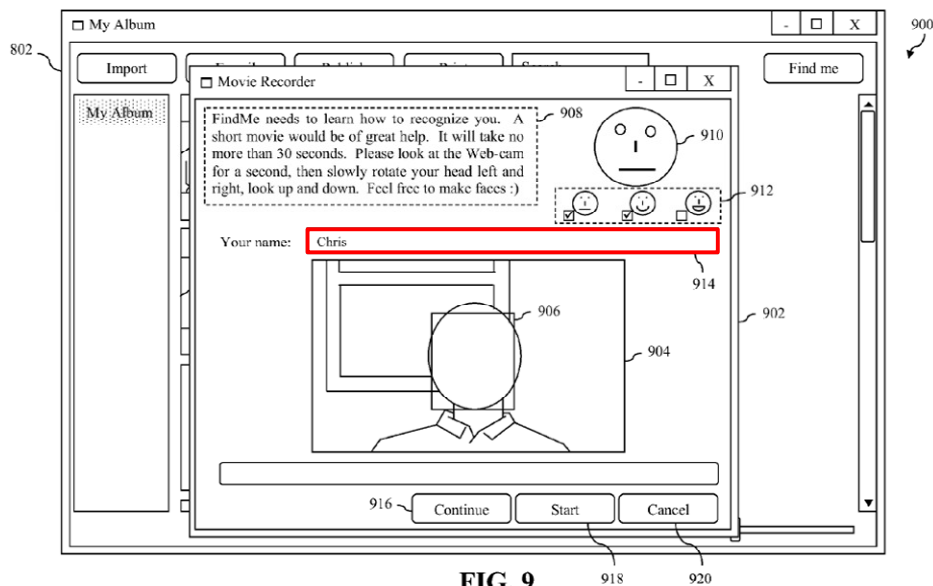 My Album
- X
900
802
Import
Search
Find me
Movie Recorder
- X
My Album
FindMe needs to learn how to recognize you. A
short movie would be of great help. It will take no
more than 30 seconds. Please look at the Web-cam
for a second, then slowly rotate your head left and
right, look up and down. Feel free to make faces :)
908
910
912
Your name: Chris
914
906
902
904
916
Continue
Start
Cancel
FIG. 9
918
920